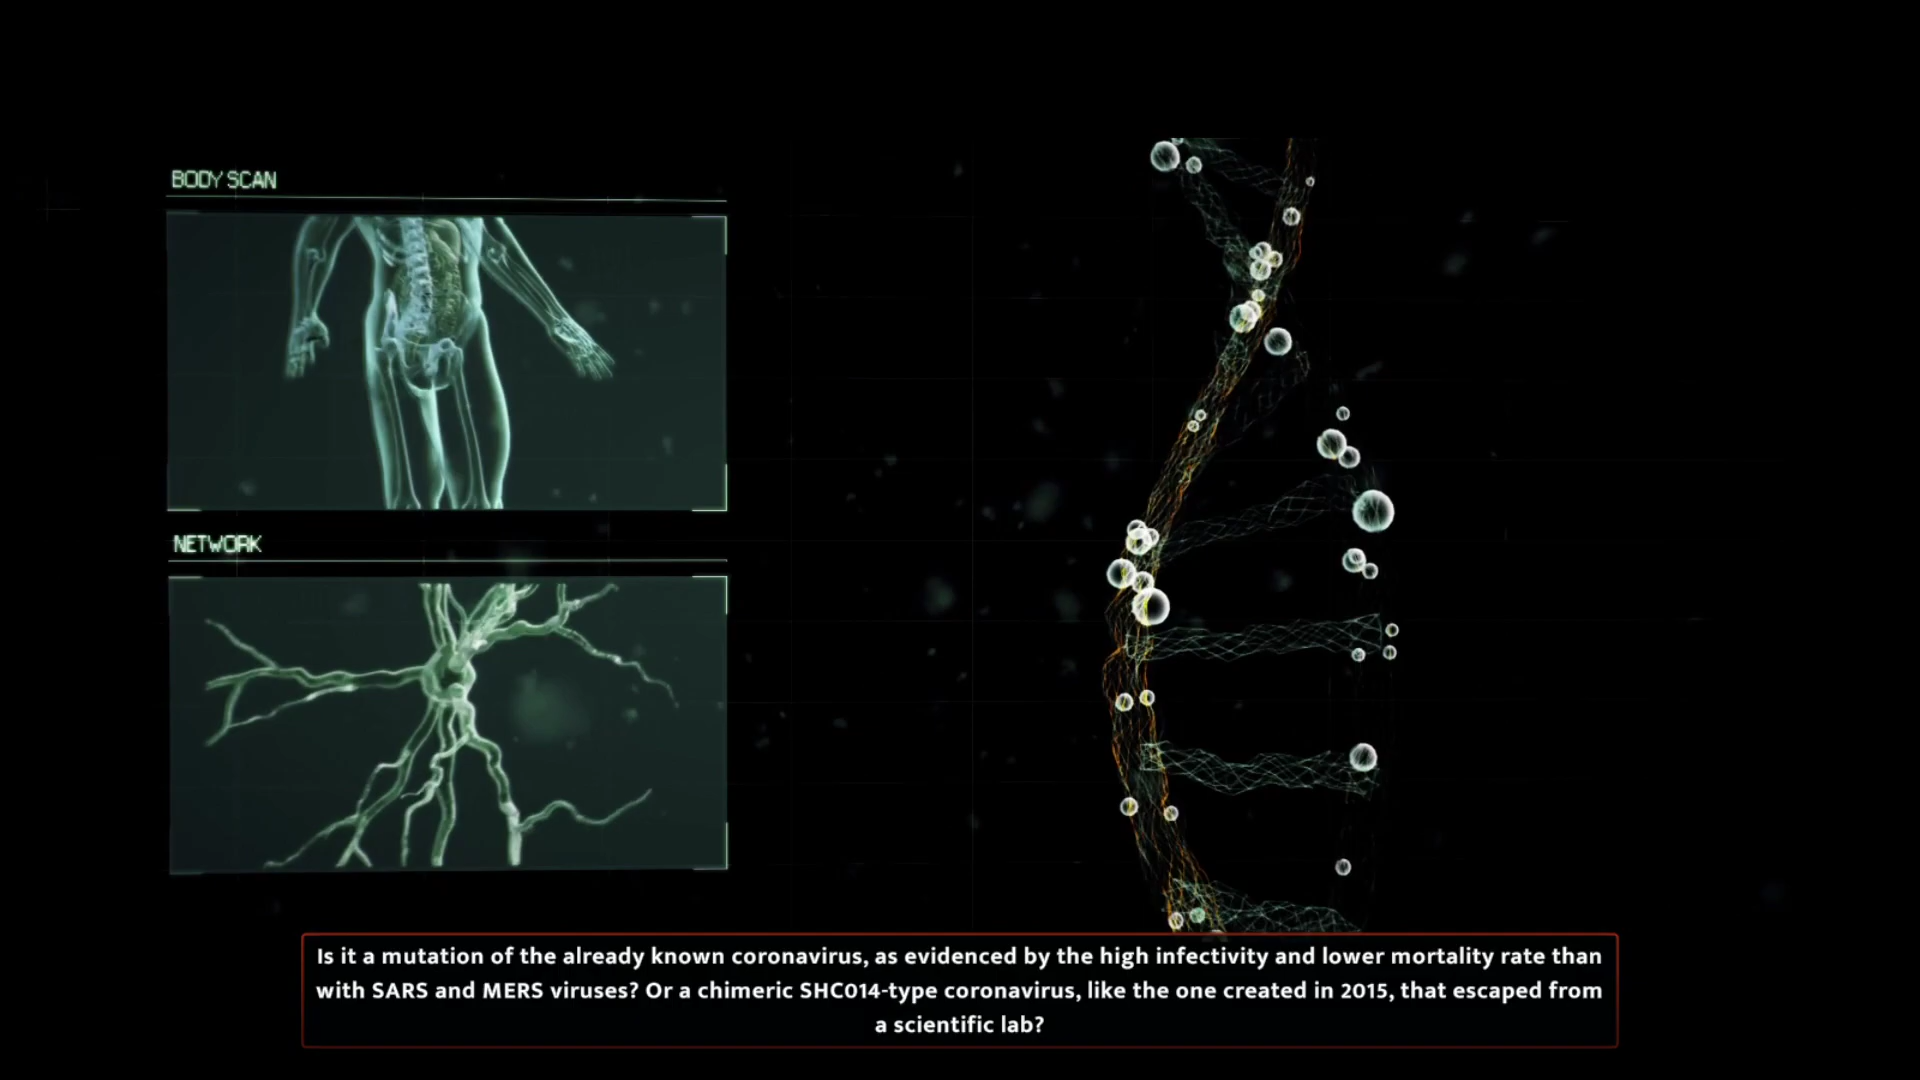 BODY SCAN
NETWORK
Is it a mutation of the already known coronavirus, as evidenced by the high infectivity and lower mortality rate than
with SARS and MERS viruses? Or a chimeric SHC014-type coronavirus, like the one created in 2015, that escaped from
a scientific lab?